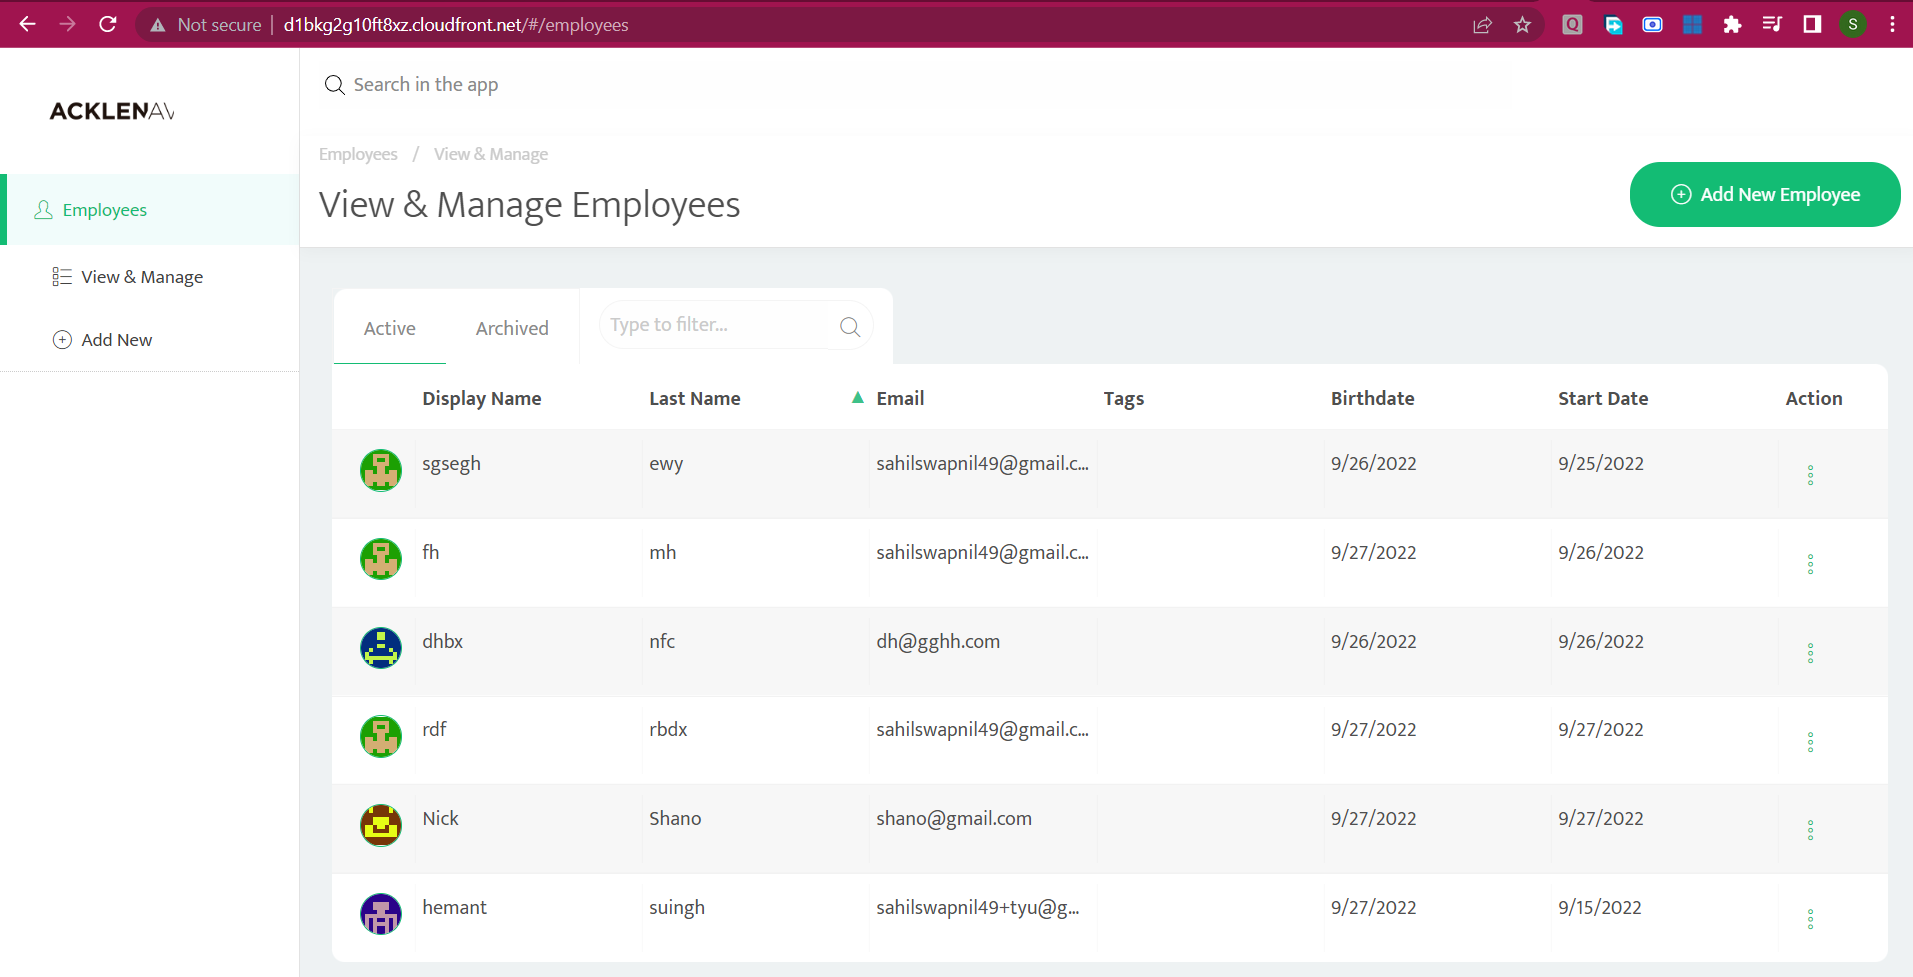 Not secure d1bkg2g10ft8xz.cloudfront.net/#/employees Q S
Search in the app
ACKLENAV
Employees / View & Manage
View & Manage Employees
Add New Employee
Employees
View & Manage
Add New
Active Archived Type to filter...
Display Name Last Name Email Tags Birthdate Start Date Action
sgsegh ewy sahilswapnil49@gmail.c... 9/26/2022 9/25/2022
fh mh sahilswapnil49@gmail.c... 9/27/2022 9/26/2022
dhbx nfc dh@gghh.com 9/26/2022 9/26/2022
rdf rbdx sahilswapnil49@gmail.c... 9/27/2022 9/27/2022
Nick Shano shano@gmail.com 9/27/2022 9/27/2022
hemant suingh sahilswapnil49+tyu@g... 9/27/2022 9/15/2022